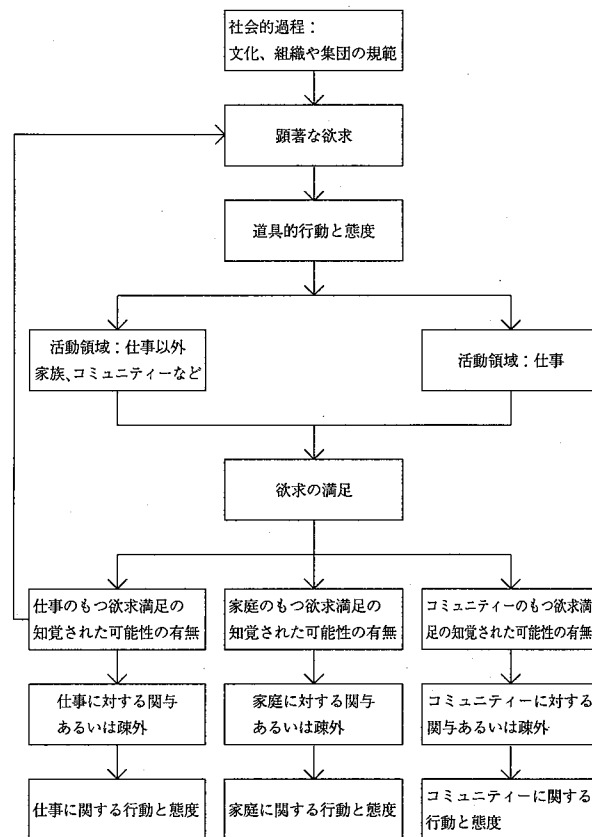 社会的過程：
文化、組織や集団の規範
顕著な欲求
道具的行動と態度
活動領域：仕事以外
家族、コミュニティーなど
活動領域：仕事
欲求の満足
仕事のもつ欲求満足の
知覚された可能性の有無
家庭のもつ欲求満足の
知覚された可能性の有無
コミュニティーのもつ欲求満
足の知覚された可能性の有無
仕事に対する関与
あるいは疎外
家庭に対する関与
あるいは疎外
コミュニティーに対する
関与あるいは疎外
仕事に関する行動と態度
家庭に関する行動と態度
コミュニティーに関する
行動と態度